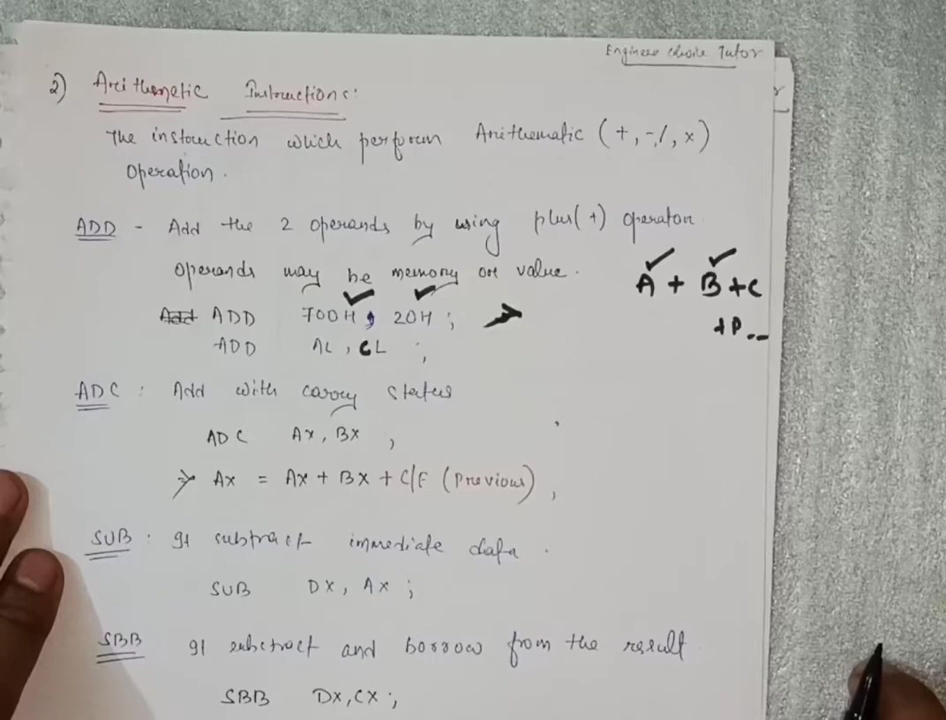 Engineer choice Tutor
2) Arithmetic Instructions:
The instruction which perform Arithematic (+, -, /, ×)
Operation.
ADD - Add the 2 operands by using plus(+) operator
Operands may be memory or value.
A + B + C
+ D --
Add ADD 700H, 20H ;
ADD AL, CL ;
ADC : Add with carry status
ADC AX, BX ,
AX = AX + BX + C/F (Previous) ,
SUB : It subtract immediate data .
SUB DX, AX ;
SBB It subtract and borrow from the result
SBB DX, CX ;